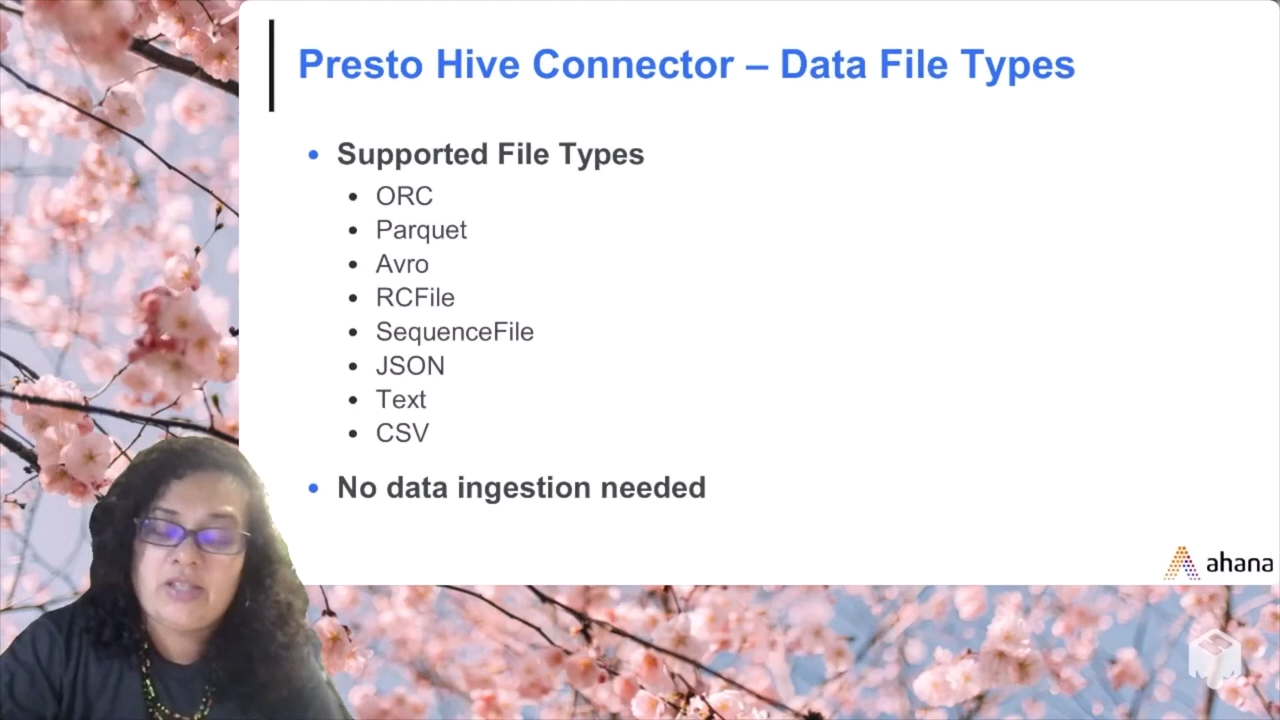 Presto Hive Connector – Data File Types
• Supported File Types
• ORC
• Parquet
• Avro
• RCFile
• SequenceFile
• JSON
• Text
• CSV
• No data ingestion needed
ahana